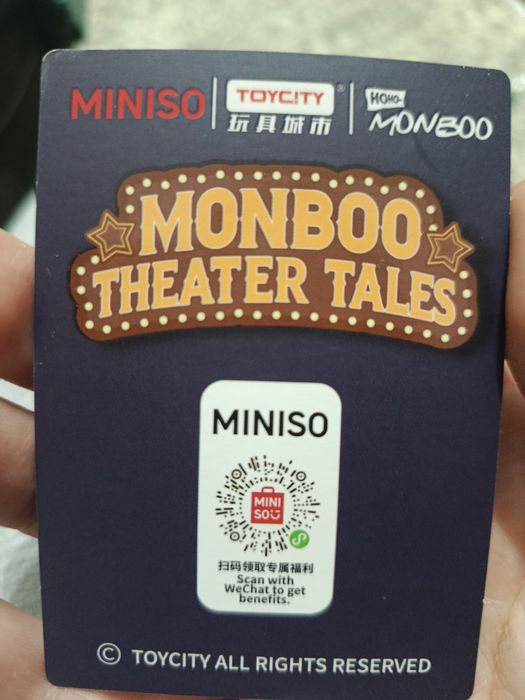 MINISO TOYCITY® HOHO-
玩具城市 MONBOO
MONBOO
THEATER TALES
MINISO
MINI
SO
扫码领取专属福利
Scan with
WeChat to get
benefits.
© TOYCITY ALL RIGHTS RESERVED